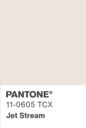 PANTONE®
11-0605 TCX
Jet Stream